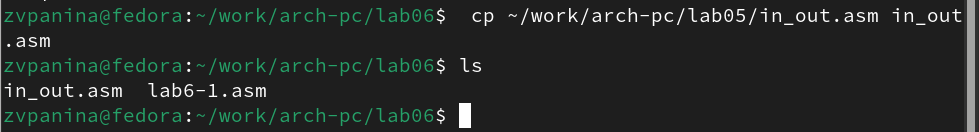 zvpanina@fedora:~/work/arch-pc/lab06$  cp ~/work/arch-pc/lab05/in_out.asm in_out
.asm
zvpanina@fedora:~/work/arch-pc/lab06$ ls
in_out.asm  lab6-1.asm
zvpanina@fedora:~/work/arch-pc/lab06$